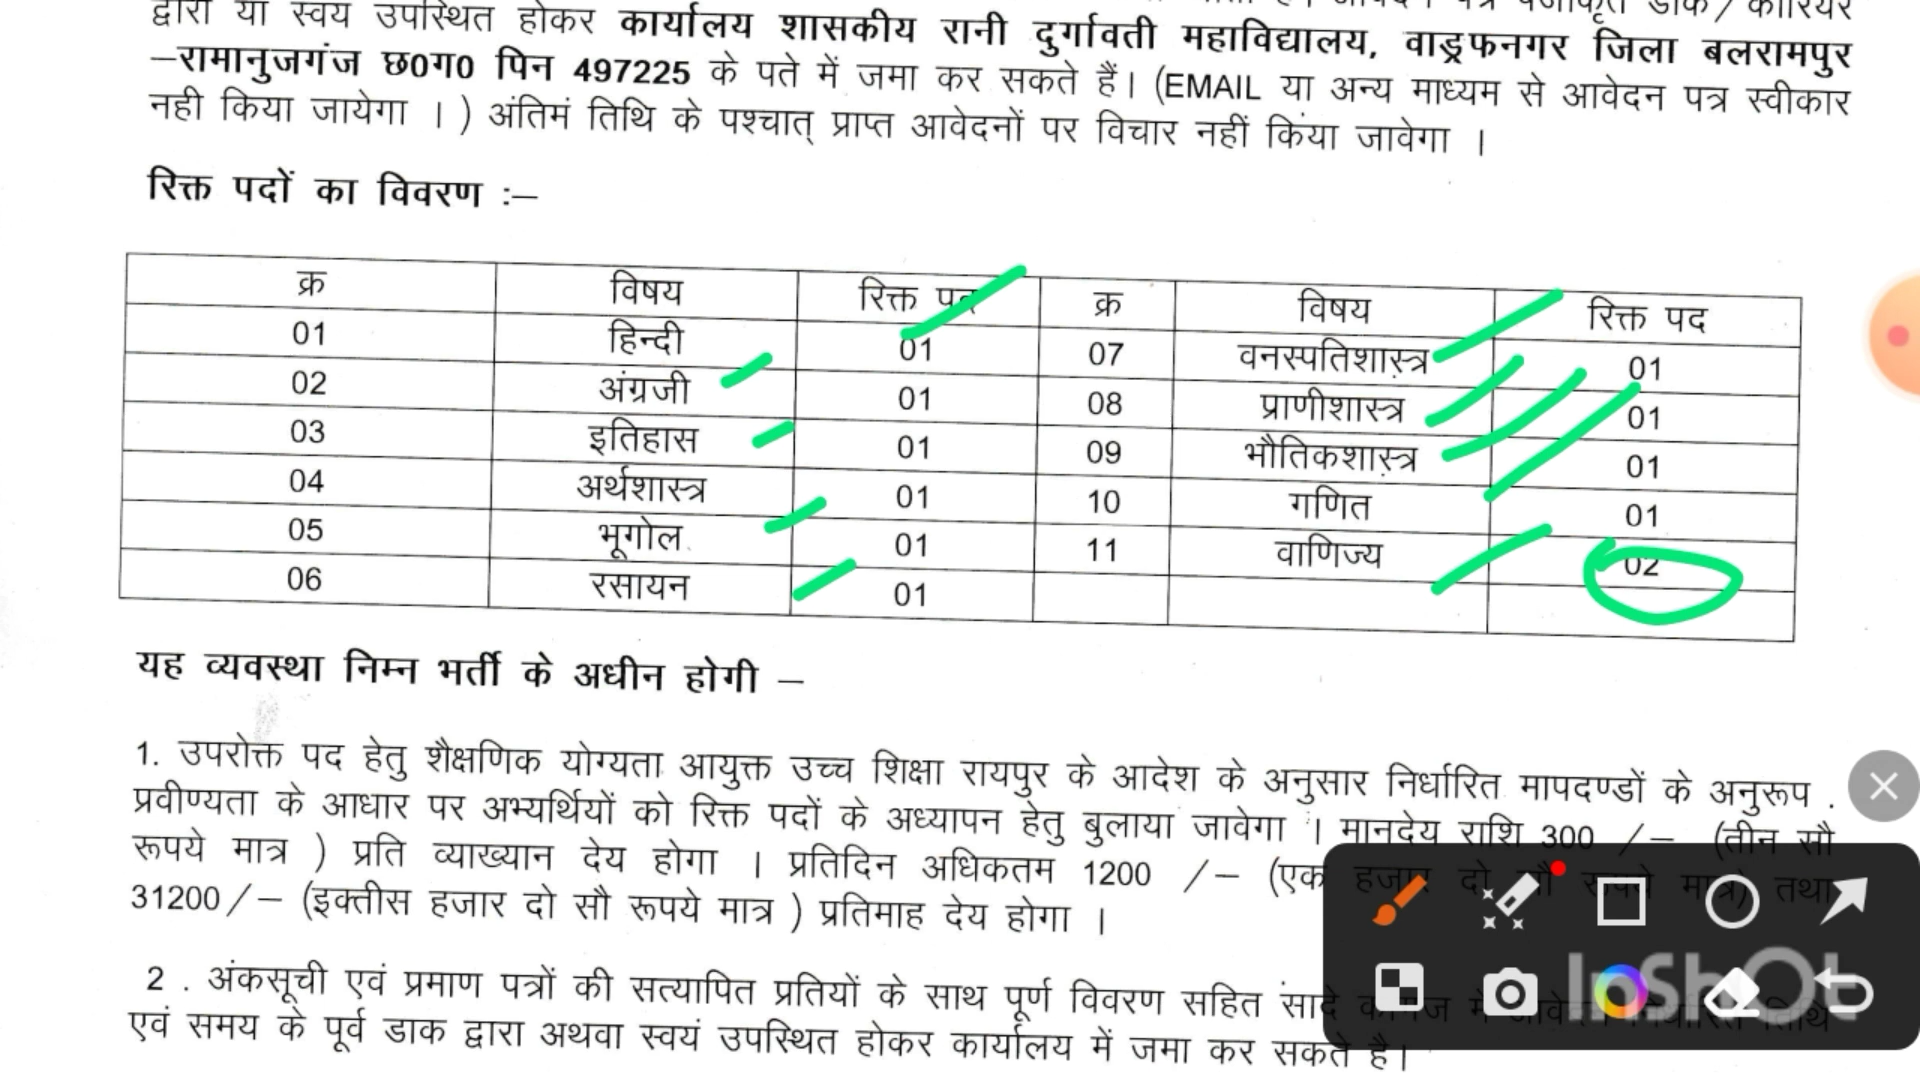 द्वारा या स्वयं उपस्थित होकर कार्यालय शासकीय रानी दुर्गावती महाविद्यालय, वाड्रफनगर जिला बलरामपुर
–रामानुजगंज छ0ग0 पिन 497225 के पते में जमा कर सकते हैं। (EMAIL या अन्य माध्यम से आवेदन पत्र स्वीकार
नही किया जायेगा । ) अंतिमं तिथि के पश्चात् प्राप्त आवेदनों पर विचार नहीं किंया जावेगा ।
रिक्त पदों का विवरण :–
क्र विषय रिक्त पद क्र विषय रिक्त पद
01 हिन्दी 01 07 वनस्पतिशास्त्र 01
02 अंग्रजी 01 08 प्राणीशास्त्र 01
03 इतिहास 01 09 भौतिकशास्त्र 01
04 अर्थशास्त्र 01 10 गणित 01
05 भूगोल 01 11 वाणिज्य 02
06 रसायन 01
यह व्यवस्था निम्न भर्ती के अधीन होगी –
1. उपरोक्त पद हेतु शैक्षणिक योग्यता आयुक्त उच्च शिक्षा रायपुर के आदेश के अनुसार निर्धारित मापदण्डों के अनुरूप .
प्रवीण्यता के आधार पर अभ्यर्थियों को रिक्त पदों के अध्यापन हेतु बुलाया जावेगा । मानदेय राशि 300 /– (तीन सौ
रूपये मात्र ) प्रति व्याख्यान देय होगा । प्रतिदिन अधिकतम 1200 /– (एक हजार दो सौ रूपये मात्र) तथा
31200/– (इक्तीस हजार दो सौ रूपये मात्र ) प्रतिमाह देय होगा ।
2 . अंकसूची एवं प्रमाण पत्रों की सत्यापित प्रतियों के साथ पूर्ण विवरण सहित सादे कागज में
एवं समय के पूर्व डाक द्वारा अथवा स्वयं उपस्थित होकर कार्यालय में जमा कर सकते है।
InShOt